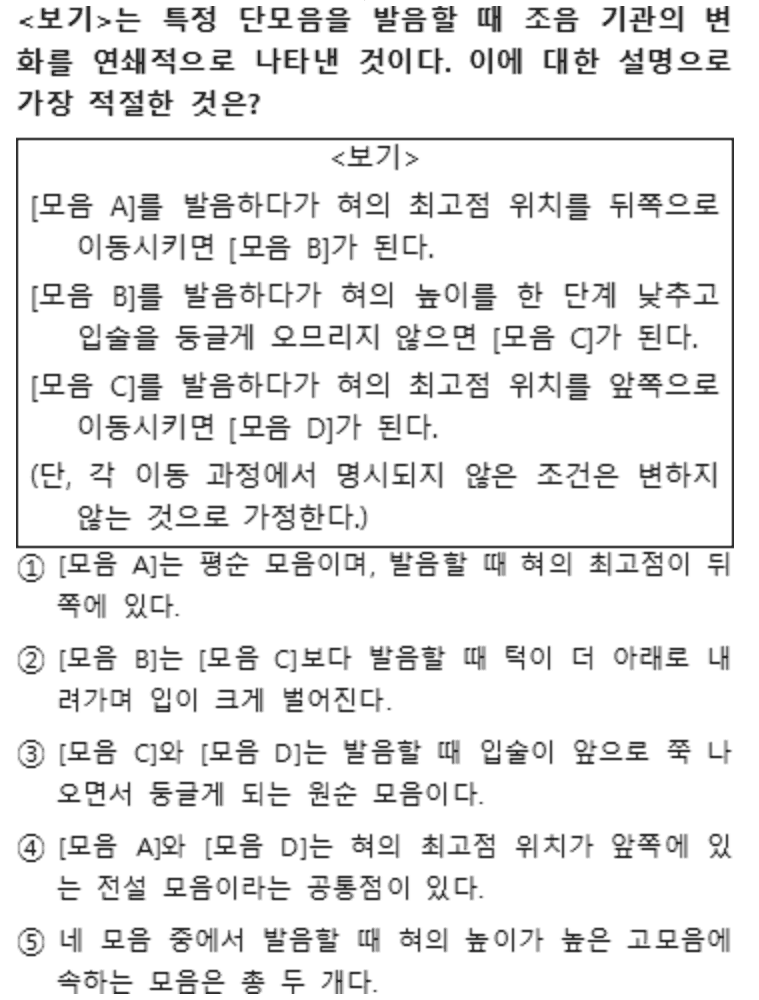 <보기>는 특정 단모음을 발음할 때 조음 기관의 변
화를 연쇄적으로 나타낸 것이다. 이에 대한 설명으로
가장 적절한 것은?
<보기>
[모음 A]를 발음하다가 혀의 최고점 위치를 뒤쪽으로
이동시키면 [모음 B]가 된다.
[모음 B]를 발음하다가 혀의 높이를 한 단계 낮추고
입술을 둥글게 오므리지 않으면 [모음 C]가 된다.
[모음 C]를 발음하다가 혀의 최고점 위치를 앞쪽으로
이동시키면 [모음 D]가 된다.
(단, 각 이동 과정에서 명시되지 않은 조건은 변하지
않는 것으로 가정한다.)
① [모음 A]는 평순 모음이며, 발음할 때 혀의 최고점이 뒤
쪽에 있다.
② [모음 B]는 [모음 C]보다 발음할 때 턱이 더 아래로 내
려가며 입이 크게 벌어진다.
③ [모음 C]와 [모음 D]는 발음할 때 입술이 앞으로 쭉 나
오면서 둥글게 되는 원순 모음이다.
④ [모음 A]와 [모음 D]는 혀의 최고점 위치가 앞쪽에 있
는 전설 모음이라는 공통점이 있다.
⑤ 네 모음 중에서 발음할 때 혀의 높이가 높은 고모음에
속하는 모음은 총 두 개다.